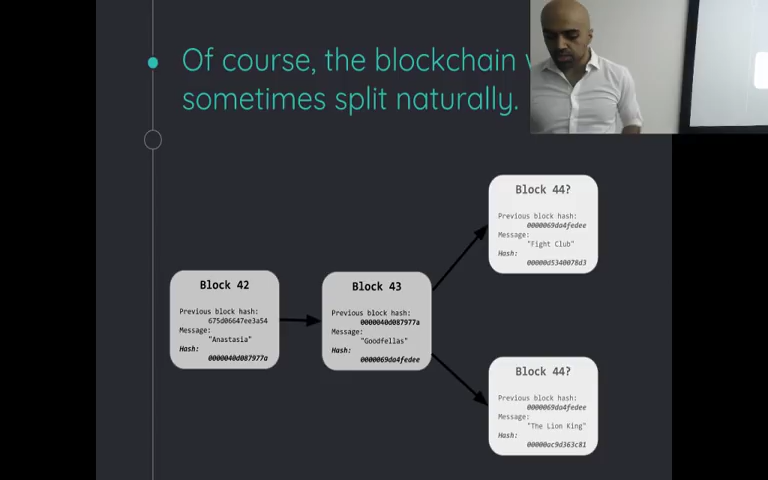 Of course, the blockchain
sometimes split naturally.
Block 42
Previous block hash:
675d06647ee3a54
Message:
"Anastasia"
Hash:
0000040d087977a
Block 43
Previous block hash:
0000040d087977a
Message:
"Goodfellas"
Hash:
0000069da4fedee
Block 44?
Previous block hash:
0000069da4fedee
Message:
"Fight Club"
Hash:
00000d5340078d3
Block 44?
Previous block hash:
0000069da4fedee
Message:
"The Lion King"
Hash:
00000ac9d363c81